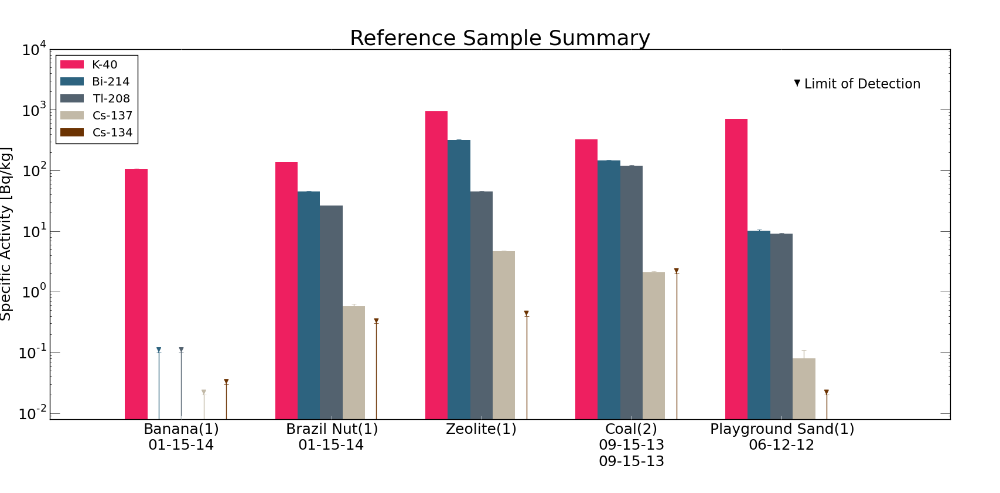 Reference Sample Summary
10^4
10^3
10^2
10^1
10^0
10^-1
10^-2
Specific Activity [Bq/kg]
K-40
Bi-214
Tl-208
Cs-137
Cs-134
Limit of Detection
Banana(1)
01-15-14
Brazil Nut(1)
01-15-14
Zeolite(1)
Coal(2)
09-15-13
09-15-13
Playground Sand(1)
06-12-12